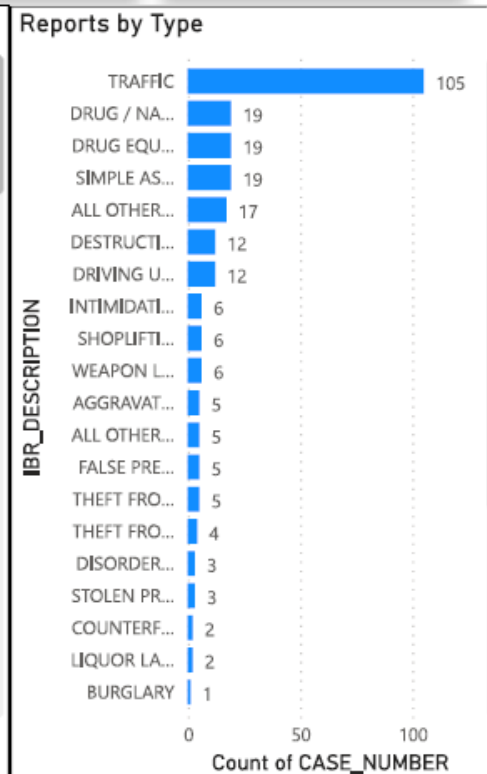 Reports by Type
IBR_DESCRIPTION
TRAFFIC 105
DRUG / NA... 19
DRUG EQU... 19
SIMPLE AS... 19
ALL OTHER... 17
DESTRUCTI... 12
DRIVING U... 12
INTIMIDATI... 6
SHOPLIFTI... 6
WEAPON L... 6
AGGRAVAT... 5
ALL OTHER... 5
FALSE PRE... 5
THEFT FRO... 5
THEFT FRO... 4
DISORDER... 3
STOLEN PR... 3
COUNTERF... 2
LIQUOR LA... 2
BURGLARY 1
0 50 100
Count of CASE_NUMBER